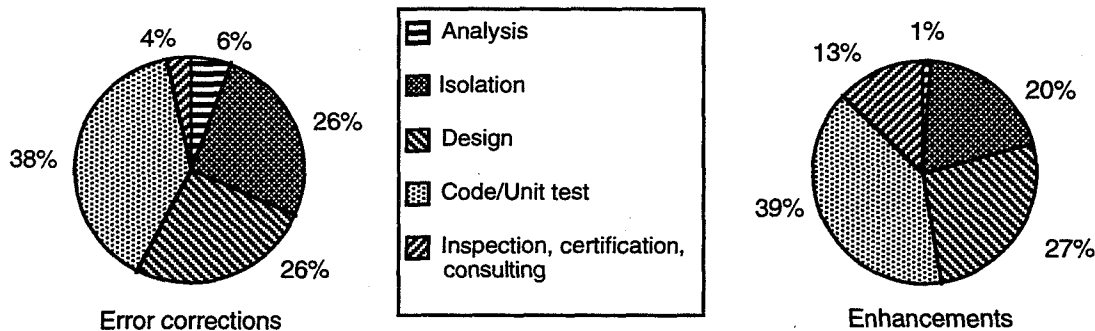 4%
6%
26%
26%
38%
Error corrections
Analysis
Isolation
Design
Code/Unit test
Inspection, certification,
consulting
1%
20%
27%
39%
13%
Enhancements